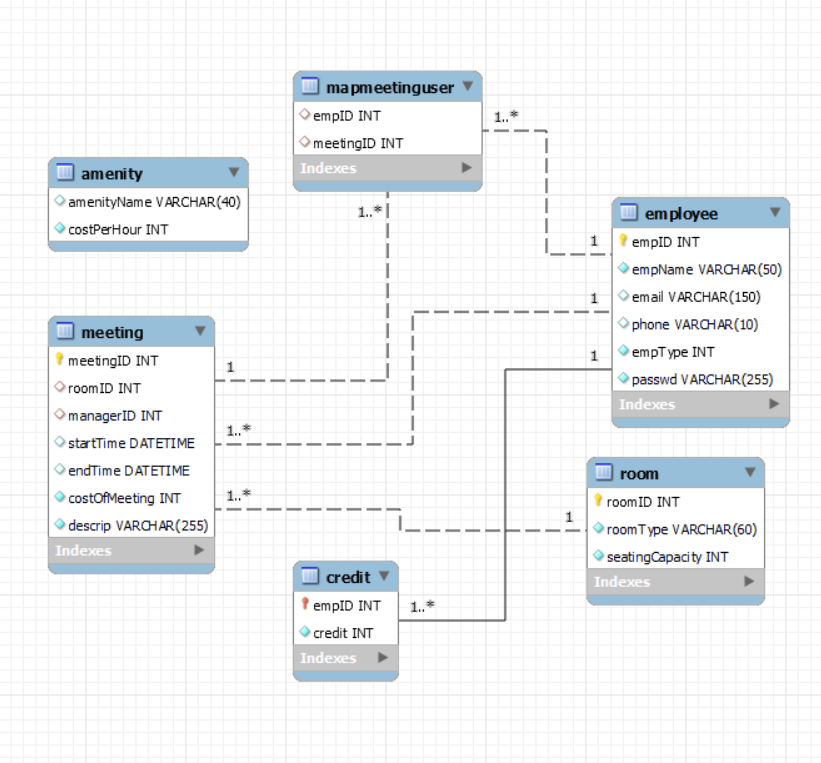 mapmeetinguser
empID INT
meetingID INT
Indexes
1..*
1..*
amenity
amenityName VARCHAR(40)
costPerHour INT
employee
empID INT
empName VARCHAR(50)
email VARCHAR(150)
phone VARCHAR(10)
empType INT
passwd VARCHAR(255)
Indexes
1
1
1
meeting
meetingID INT
roomID INT
managerID INT
startTime DATETIME
endTime DATETIME
costOfMeeting INT
descrip VARCHAR(255)
Indexes
1
1..*
1..*
room
roomID INT
roomType VARCHAR(60)
seatingCapacity INT
Indexes
1
credit
empID INT
credit INT
Indexes
1..*